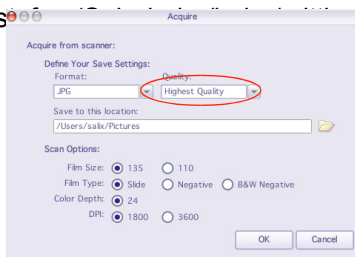 Acquire
Acquire from scanner:
Define Your Save Settings:
Format: Quality:
JPG Highest Quality
Save to this location:
/Users/salix/Pictures
Scan Options:
Film Size: 135 110
Film Type: Slide Negative B&W Negative
Color Depth: 24
DPI: 1800 3600
OK Cancel